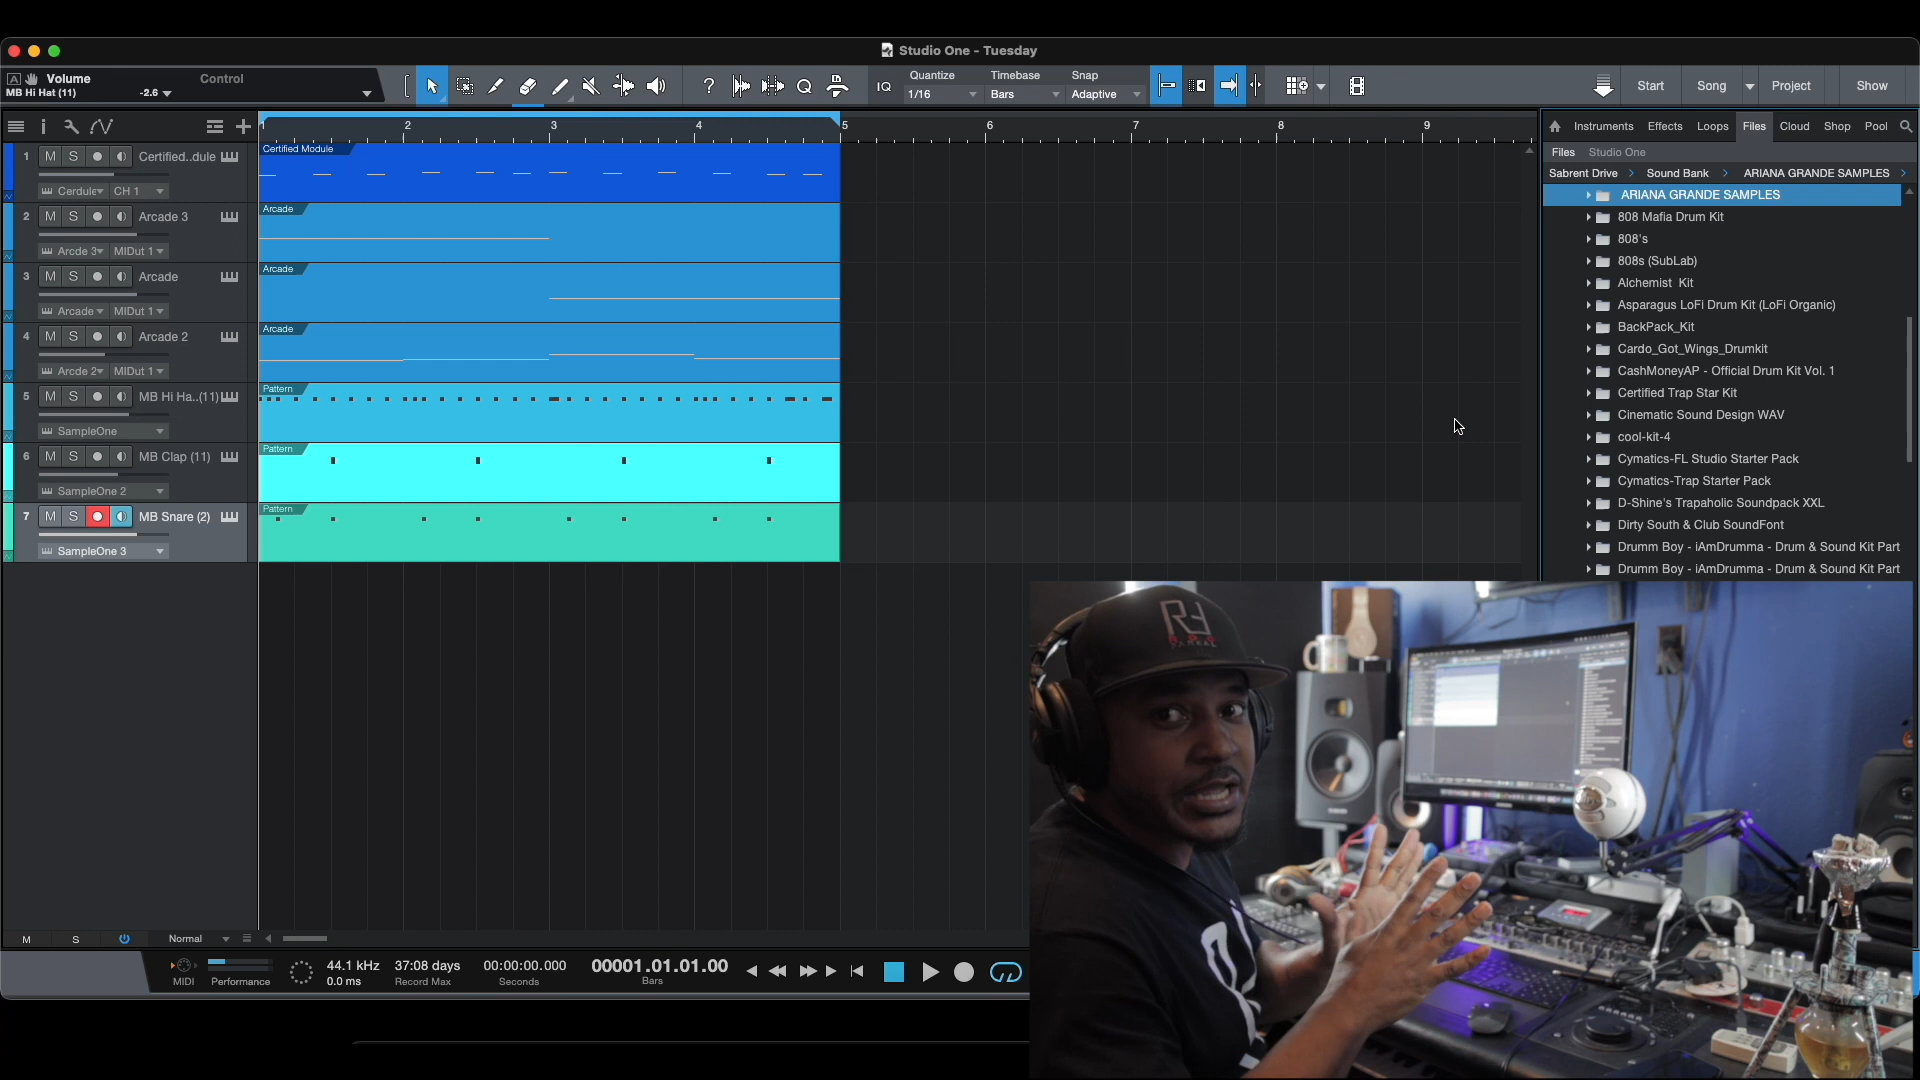 Studio One - Tuesday
Volume
Control
MB Hi Hat (11)
-2.6
IQ
Quantize
1/16
Timebase
Bars
Snap
Adaptive
Start
Song
Project
Show
1
2
3
4
5
6
7
8
9
Instruments
Effects
Loops
Files
Cloud
Shop
Pool
Files
Studio One
Sabrent Drive
Sound Bank
ARIANA GRANDE SAMPLES
ARIANA GRANDE SAMPLES
808 Mafia Drum Kit
808's
808s (SubLab)
Alchemist Kit
Asparagus LoFi Drum Kit (LoFi Organic)
BackPack_Kit
Cardo_Got_Wings_Drumkit
CashMoneyAP - Official Drum Kit Vol. 1
Certified Trap Star Kit
Cinematic Sound Design WAV
cool-kit-4
Cymatics-FL Studio Starter Pack
Cymatics-Trap Starter Pack
D-Shine's Trapaholic Soundpack XXL
Dirty South & Club SoundFont
Drumm Boy - iAmDrumma - Drum & Sound Kit Part
Drumm Boy - iAmDrumma - Drum & Sound Kit Part
1 M S Certified..dule
Cerdule CH 1
Certified Module
2 M S Arcade 3
Arcde 3 MIDut 1
Arcade
3 M S Arcade
Arcade MIDut 1
Arcade
4 M S Arcade 2
Arcde 2 MIDut 1
Arcade
5 M S MB Hi Ha..(11)
SampleOne
Pattern
6 M S MB Clap (11)
SampleOne 2
Pattern
7 M S MB Snare (2)
SampleOne 3
Pattern
M S Normal
MIDI
Performance
44.1 kHz
0.0 ms
37:08 days
Record Max
00:00:00.000
Seconds
00001.01.01.00
Bars